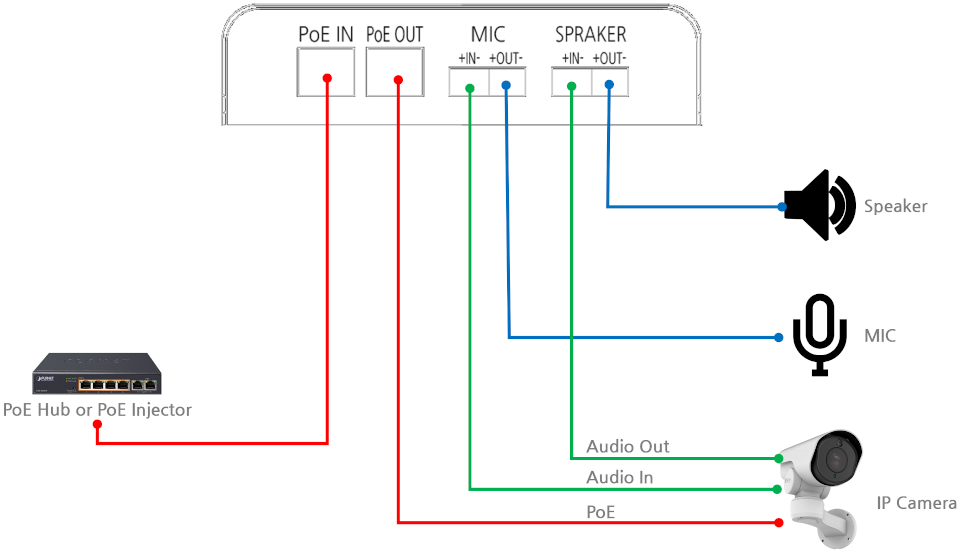 PoE IN PoE OUT MIC SPRAKER
+IN- +OUT- +IN- +OUT-
Speaker
MIC
PoE Hub or PoE Injector
Audio Out
Audio In
IP Camera
PoE